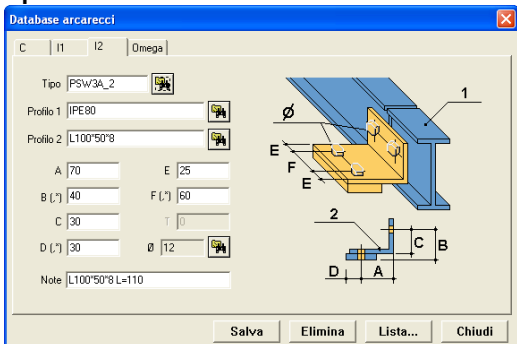 Database arcarecci
C I1 I2 Omega
Tipo PSW3A_2
Profilo 1 IPE80
Profilo 2 L100*50*8
A 70 E 25
B (.*) 40 F (.*) 60
C 30 T 0
D (.*) 30 Ø 12
Note L100*50*8 L=110
1
Ø
E
F
E
2
C B
D A
Salva Elimina Lista... Chiudi